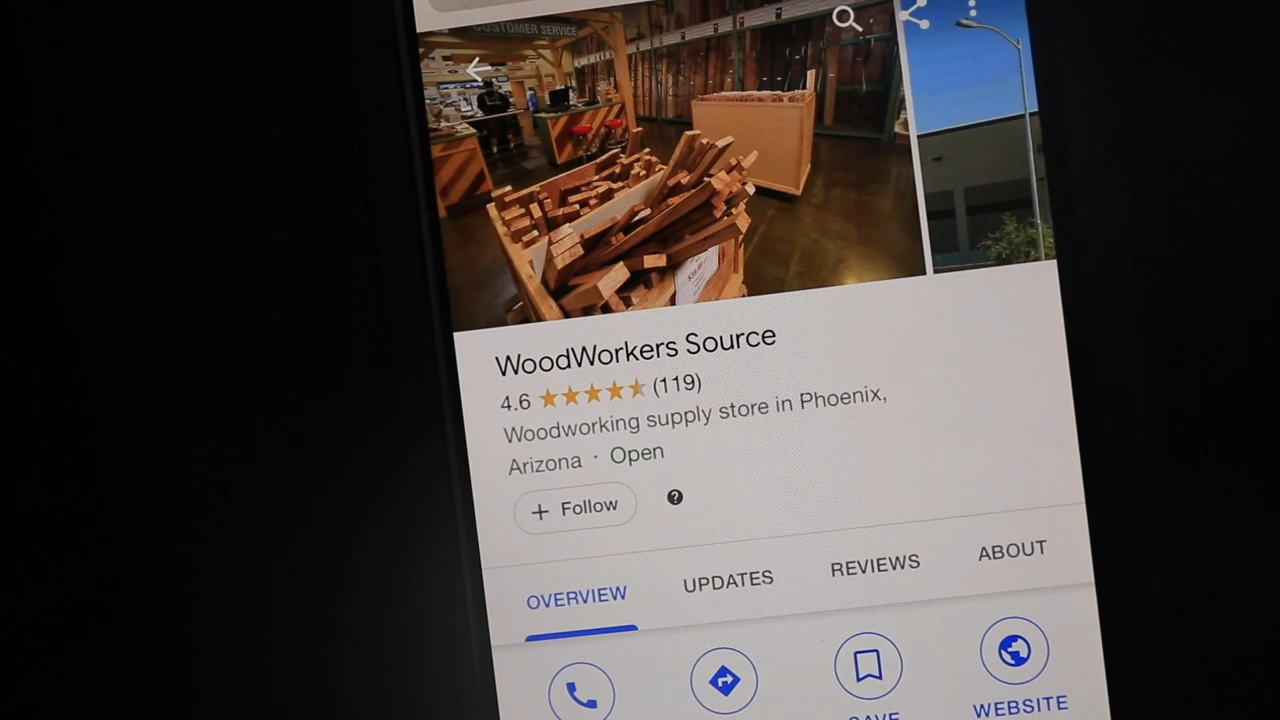 CUSTOMER SERVICE
WoodWorkers Source
4.6 (119)
Woodworking supply store in Phoenix,
Arizona · Open
+ Follow
?
OVERVIEW UPDATES REVIEWS ABOUT
SAVE WEBSITE